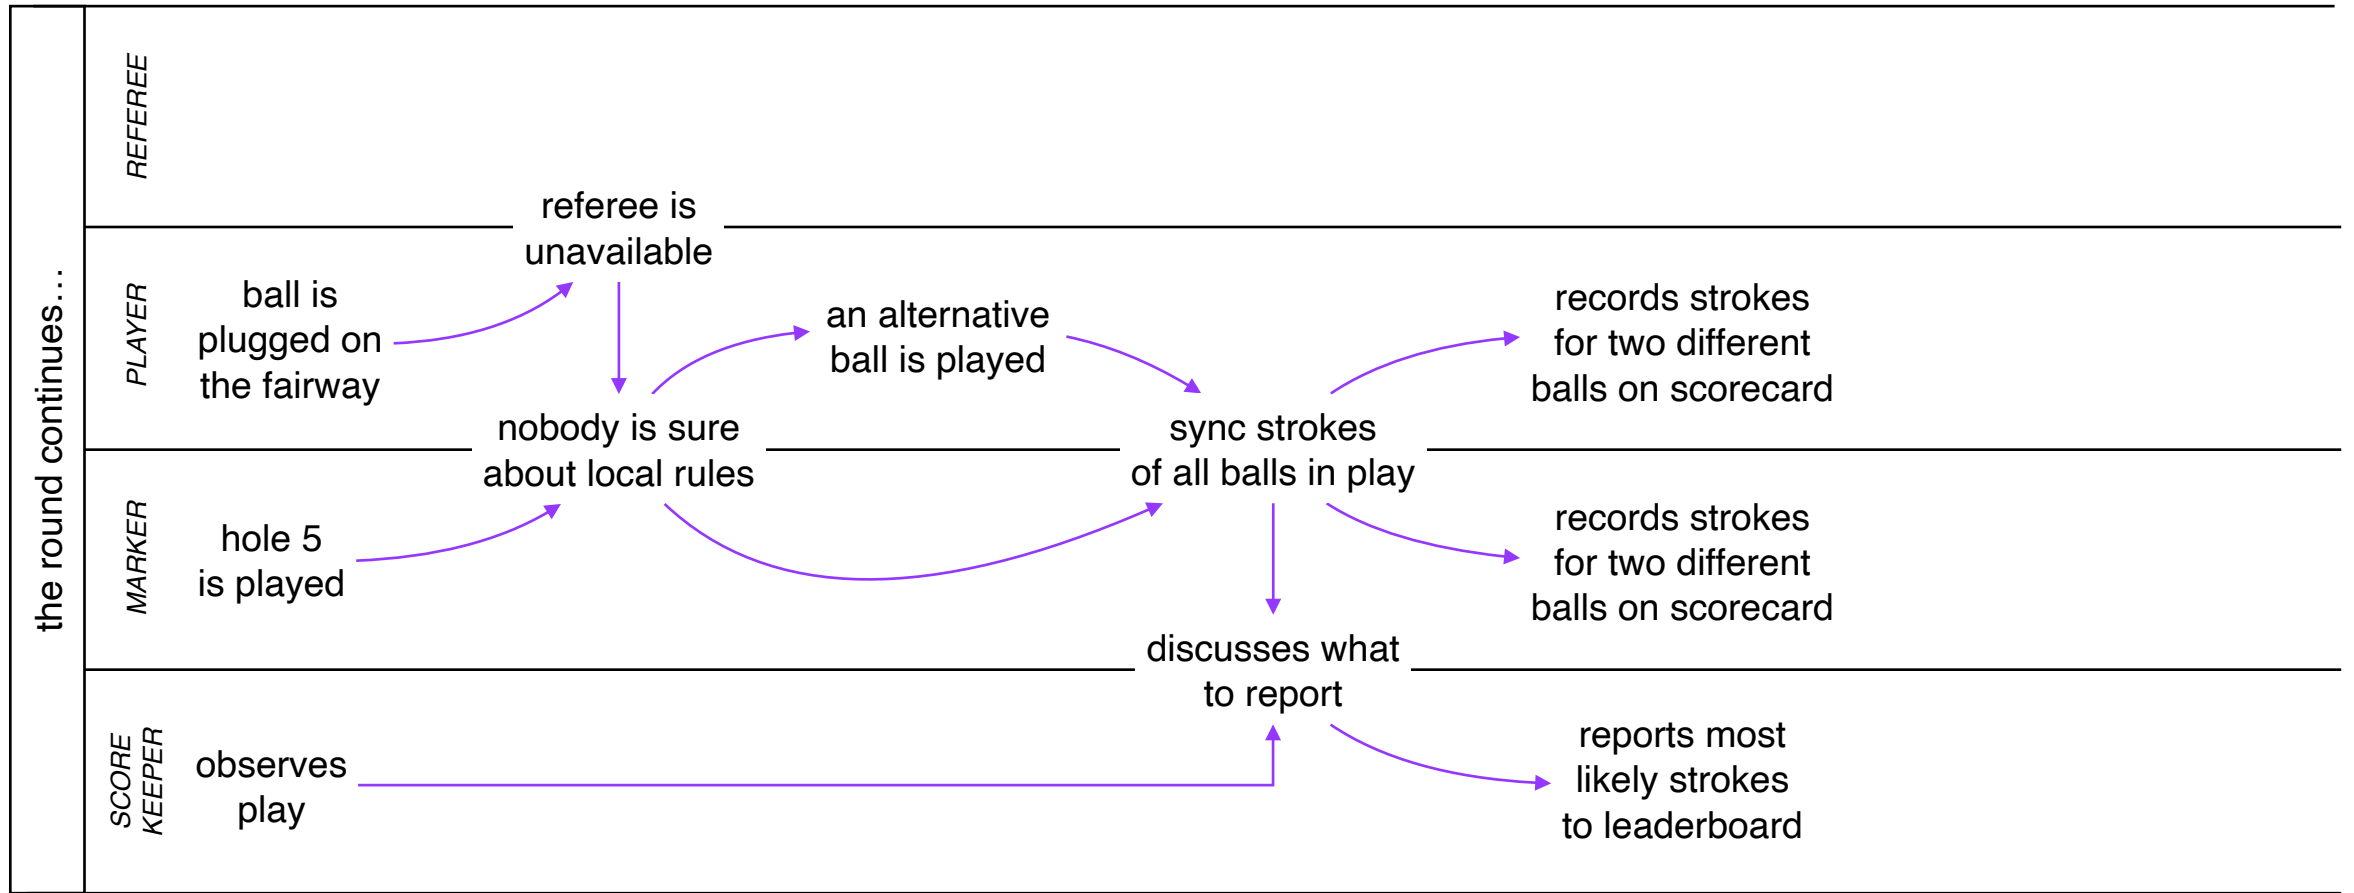 the round continues…
REFEREE
referee is
unavailable
PLAYER
ball is
plugged on
the fairway
an alternative
ball is played
records strokes
for two different
balls on scorecard
nobody is sure
about local rules
sync strokes
of all balls in play
MARKER
hole 5
is played
records strokes
for two different
balls on scorecard
discusses what
to report
SCORE
KEEPER
observes
play
reports most
likely strokes
to leaderboard